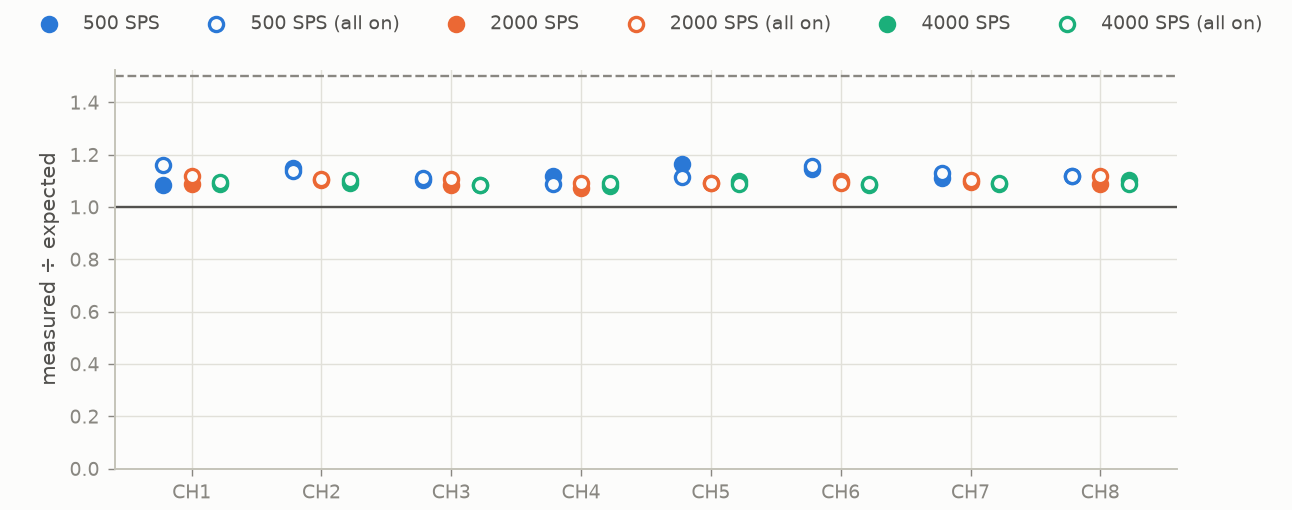 500 SPS 500 SPS (all on) 2000 SPS 2000 SPS (all on) 4000 SPS 4000 SPS (all on)
measured ÷ expected
1.4
1.2
1.0
0.8
0.6
0.4
0.2
0.0
CH1 CH2 CH3 CH4 CH5 CH6 CH7 CH8